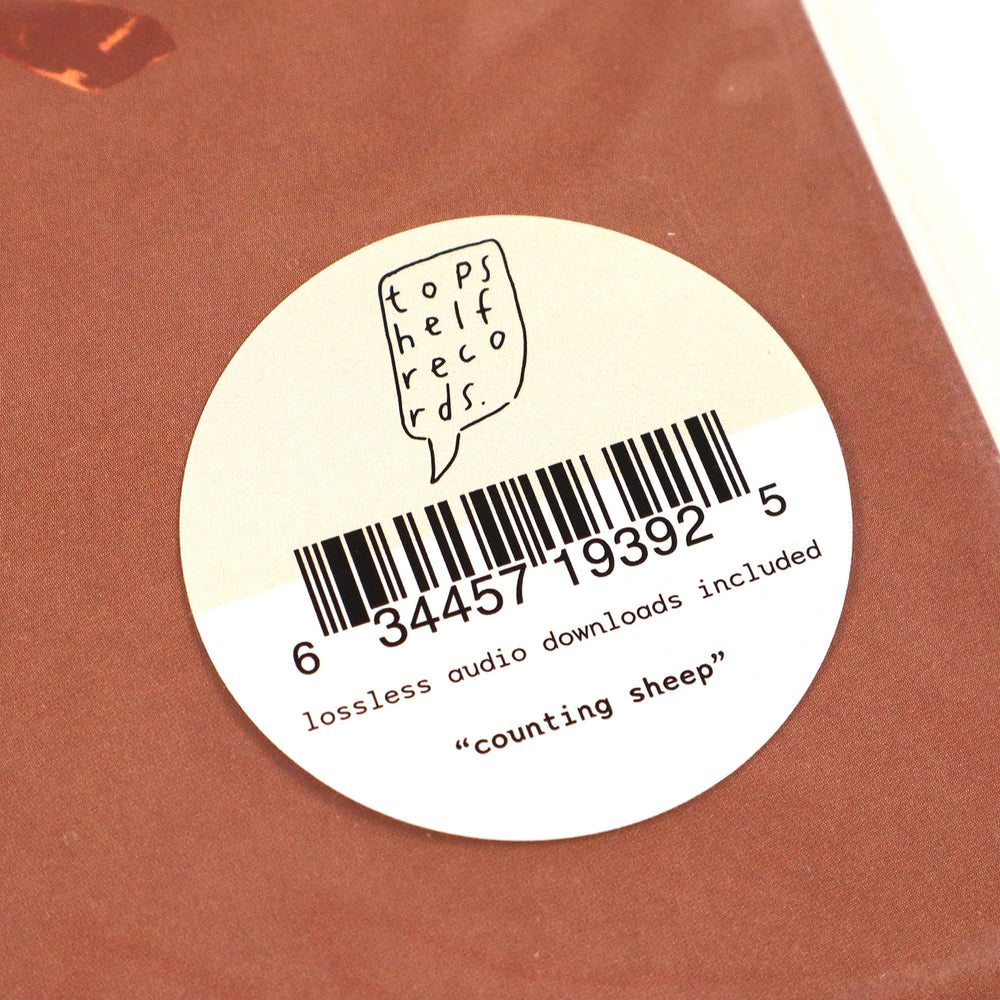 tops
helf
reco
rds.
6 34457 19392 5
lossless audio downloads included
“counting sheep”